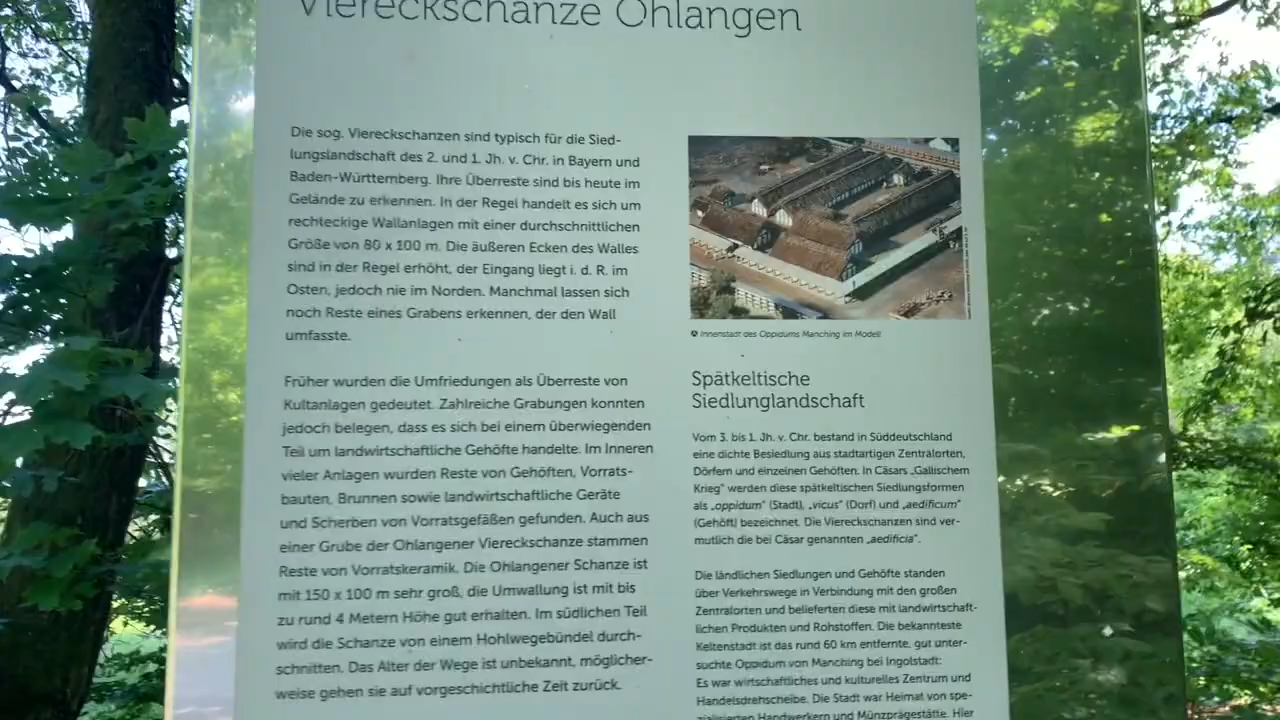 Viereckschanze Ohlangen
Die sog. Viereckschanzen sind typisch für die Sied-
lungslandschaft des 2. und 1. Jh. v. Chr. in Bayern und
Baden-Württemberg. Ihre Überreste sind bis heute im
Gelände zu erkennen. In der Regel handelt es sich um
rechteckige Wallanlagen mit einer durchschnittlichen
Größe von 80 x 100 m. Die äußeren Ecken des Walles
sind in der Regel erhöht, der Eingang liegt i. d. R. im
Osten, jedoch nie im Norden. Manchmal lassen sich
noch Reste eines Grabens erkennen, der den Wall
umfasste.
Früher wurden die Umfriedungen als Überreste von
Kultanlagen gedeutet. Zahlreiche Grabungen konnten
jedoch belegen, dass es sich bei einem überwiegenden
Teil um landwirtschaftliche Gehöfte handelte. Im Inneren
vieler Anlagen wurden Reste von Gehöften, Vorrats-
bauten, Brunnen sowie landwirtschaftliche Geräte
und Scherben von Vorratsgefäßen gefunden. Auch aus
einer Grube der Ohlangener Viereckschanze stammen
Reste von Vorratskeramik. Die Ohlangener Schanze ist
mit 150 x 100 m sehr groß, die Umwallung ist mit bis
zu rund 4 Metern Höhe gut erhalten. Im südlichen Teil
wird die Schanze von einem Hohlwegebündel durch-
schnitten. Das Alter der Wege ist unbekannt, möglicher-
weise gehen sie auf vorgeschichtliche Zeit zurück.
Innenstadt des Oppidums Manching im Modell
Spätkeltische
Siedlunglandschaft
Vom 3. bis 1. Jh. v. Chr. bestand in Süddeutschland
eine dichte Besiedlung aus stadtartigen Zentralorten,
Dörfern und einzelnen Gehöften. In Cäsars „Gallischem
Krieg“ werden diese spätkeltischen Siedlungsformen
als „oppidum“ (Stadt), „vicus“ (Dorf) und „aedificum“
(Gehöft) bezeichnet. Die Viereckschanzen sind ver-
mutlich die bei Cäsar genannten „aedificia“.
Die ländlichen Siedlungen und Gehöfte standen
über Verkehrswege in Verbindung mit den großen
Zentralorten und belieferten diese mit landwirtschaft-
lichen Produkten und Rohstoffen. Die bekannteste
Keltenstadt ist das rund 60 km entfernte, gut unter-
suchte Oppidum von Manching bei Ingolstadt:
Es war wirtschaftliches und kulturelles Zentrum und
Handelsdrehscheibe. Die Stadt war Heimat von spe-
zialisierten Handwerkern und Münzprägestätte. Hier